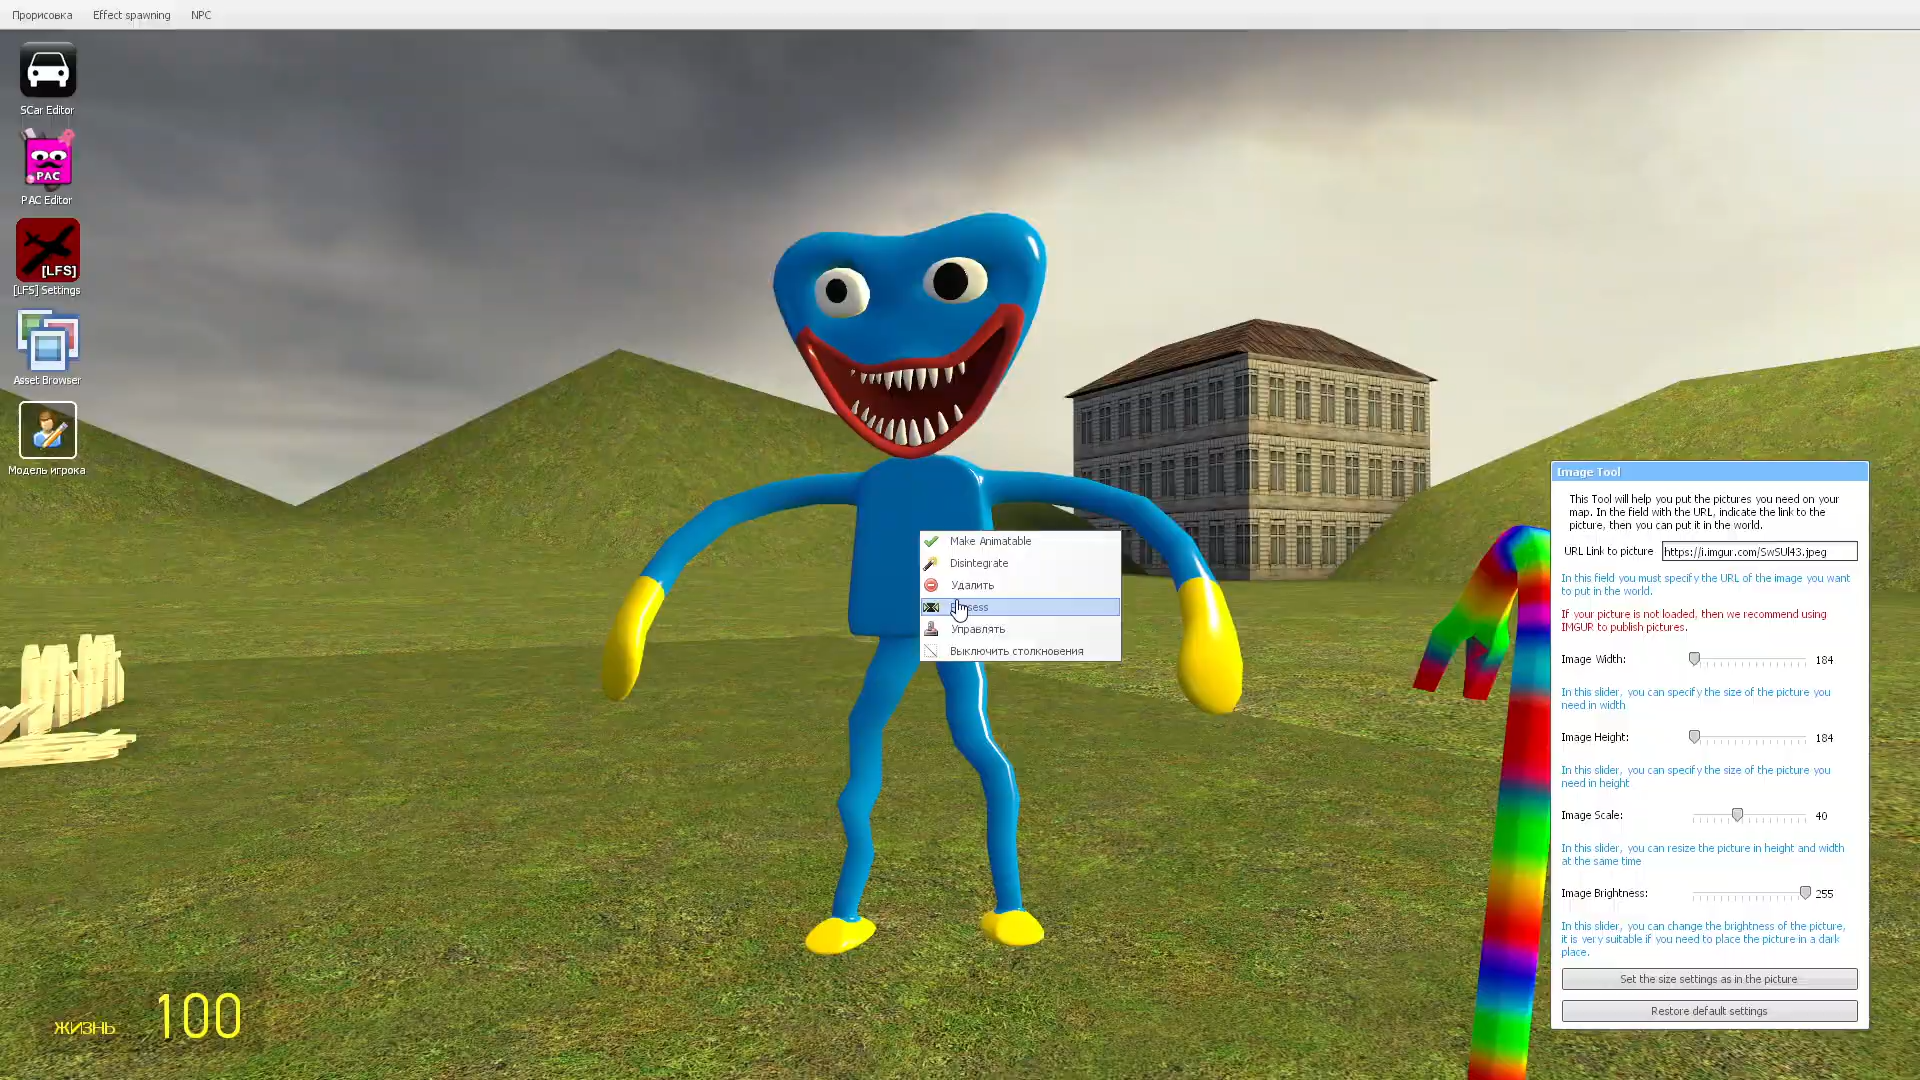 Прорисовка
Effect spawning
NPC
SCar Editor
PAC
PAC Editor
[LFS]
[LFS] Settings
Asset Browser
Модель игрока
Make Animatable
Disintegrate
Удалить
Управлять
Выключить столкновения
Image Tool
This Tool will help you put the pictures you need on your
map. In the field with the URL, indicate the link to the
picture, then you can put it in the world.
URL Link to picture
https://i.imgur.com/SwSUl43.jpeg
In this field you must specify the URL of the image you want
to put in the world.
If your picture is not loaded, then we recommend using
IMGUR to publish pictures.
Image Width:
184
In this slider, you can specify the size of the picture you
need in width
Image Height:
184
In this slider, you can specify the size of the picture you
need in height
Image Scale:
40
In this slider, you can resize the picture in height and width
at the same time
Image Brightness:
255
In this slider, you can change the brightness of the picture,
it is very suitable if you need to place the picture in a dark
place.
Set the size settings as in the picture
Restore default settings
ЖИЗНЬ 100